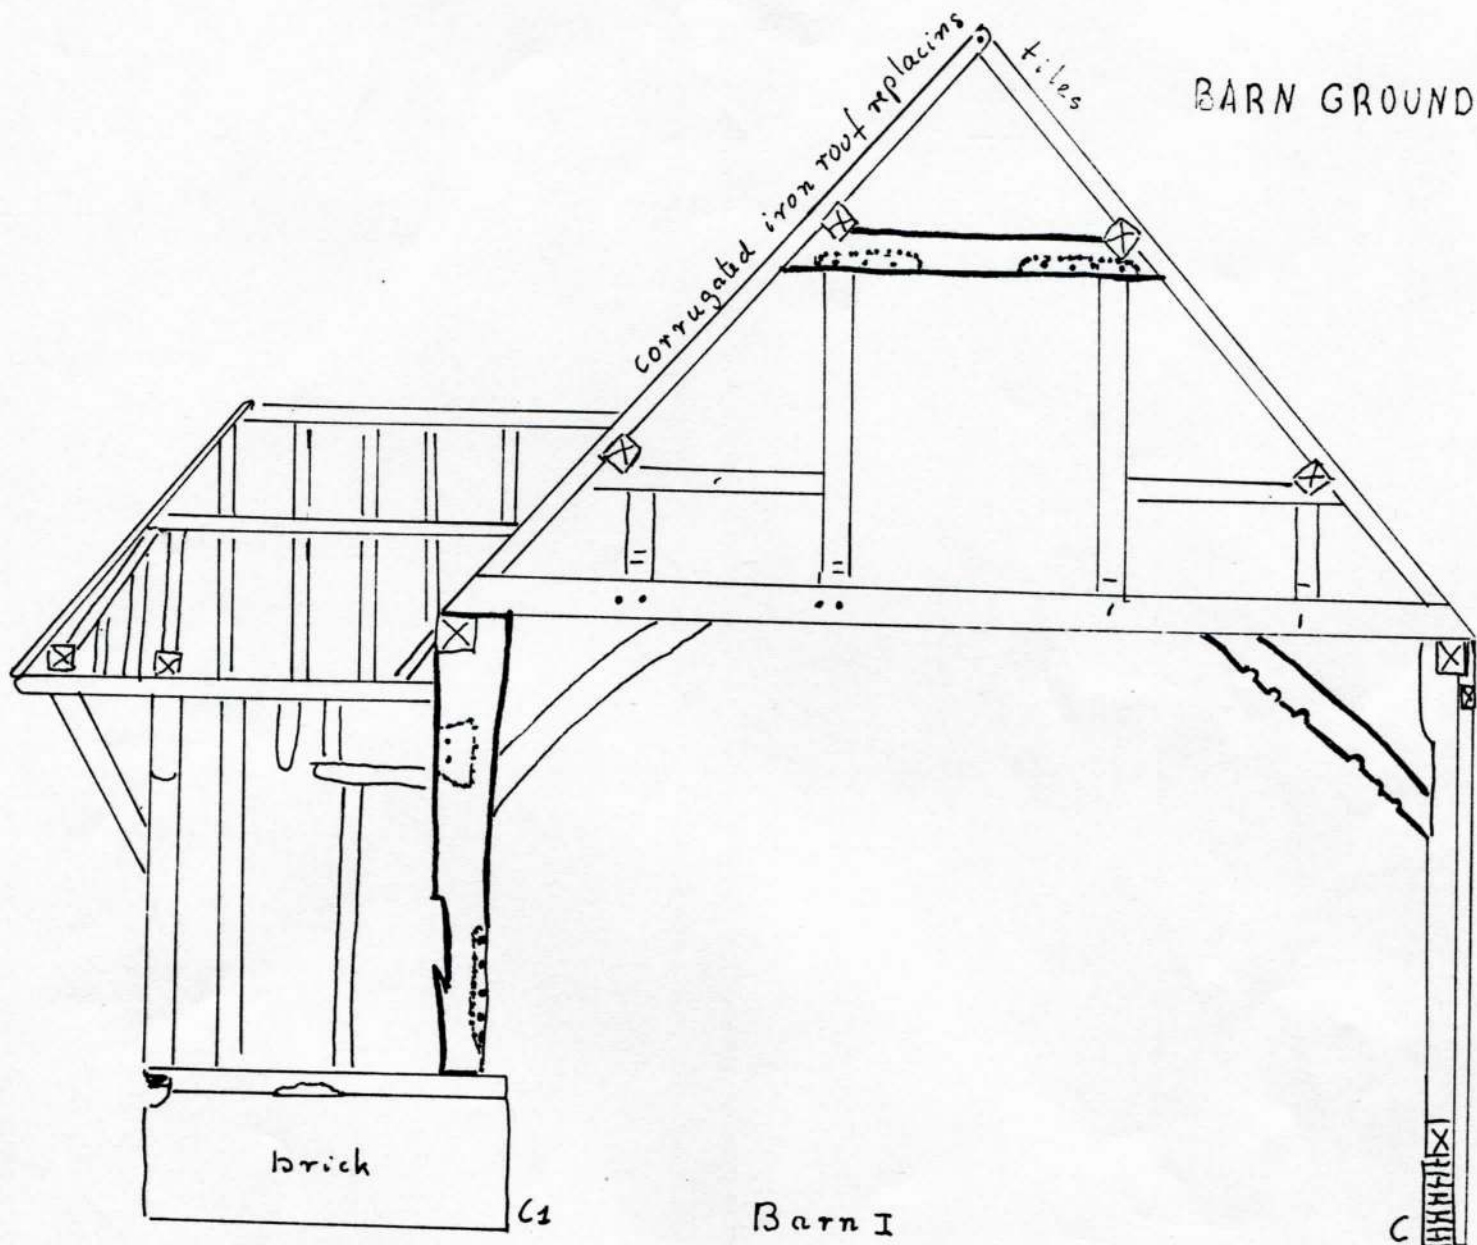 BARN GROUND
corrugated iron roof replacing
tiles
brick
C1
Barn I
C